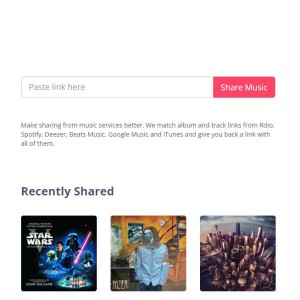 Paste link here
Share Music
Make sharing from music services better. We match album and track links from Rdio,
Spotify, Deezer, Beats Music, Google Music and iTunes and give you back a link with
all of them.
Recently Shared
STAR
WARS
JOHN WILLIAMS
HOZIER